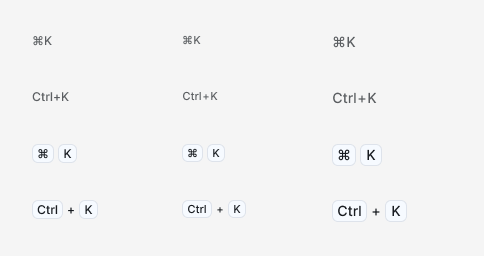 ⌘K ⌘K ⌘K
Ctrl+K Ctrl+K Ctrl+K
⌘ K ⌘ K ⌘ K
Ctrl + K Ctrl + K Ctrl + K